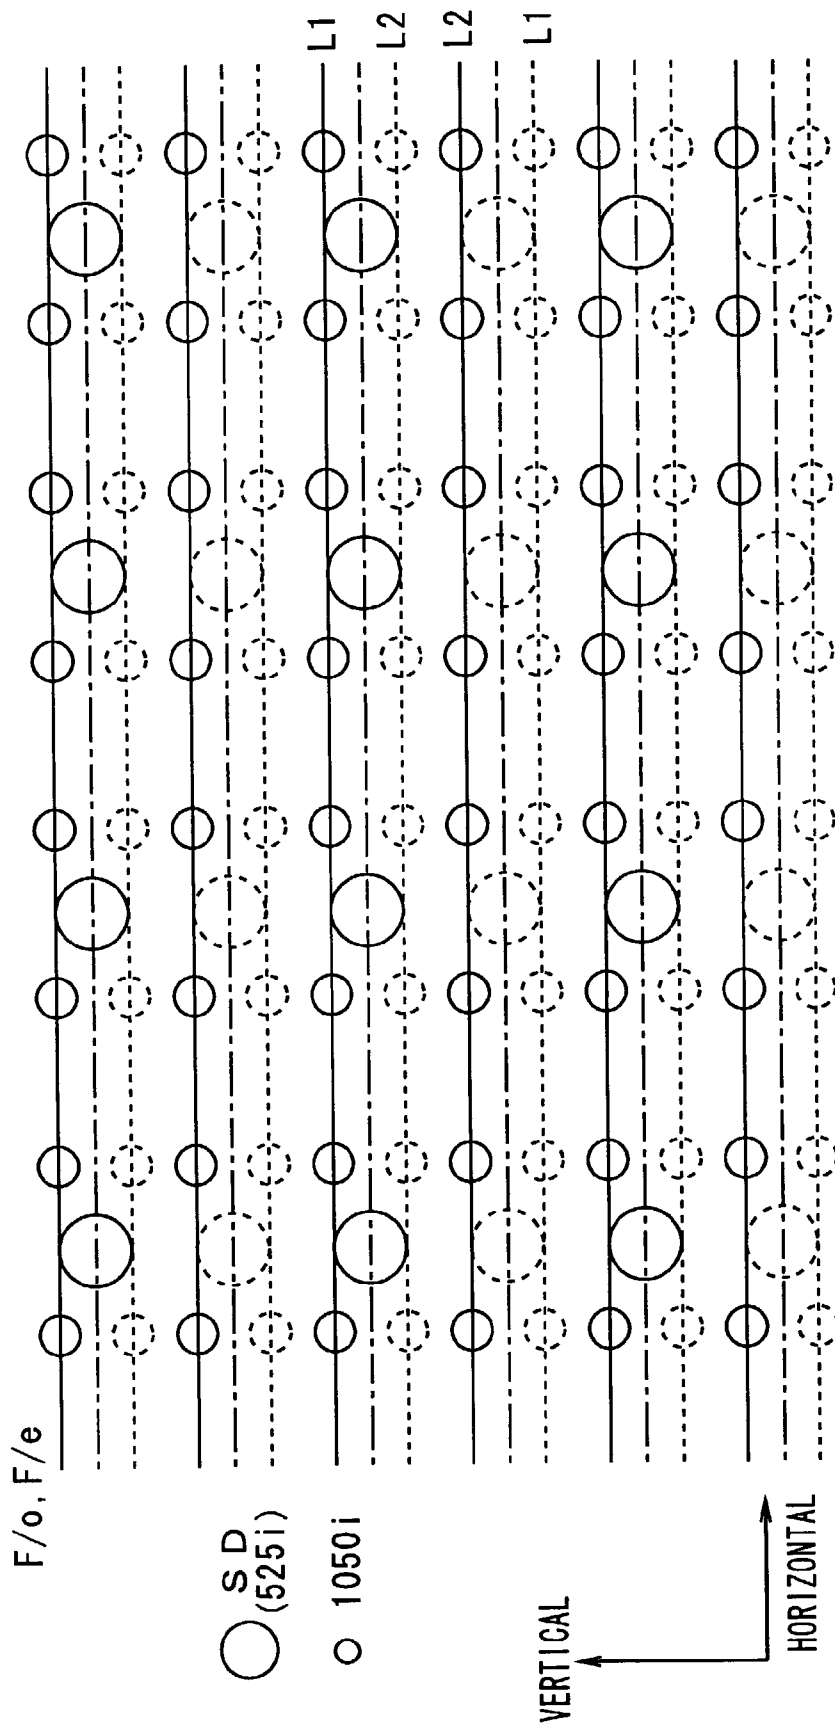 F/o, F/e
L1
L2
L2
L1
SD
(525i)
1050i
VERTICAL
HORIZONTAL